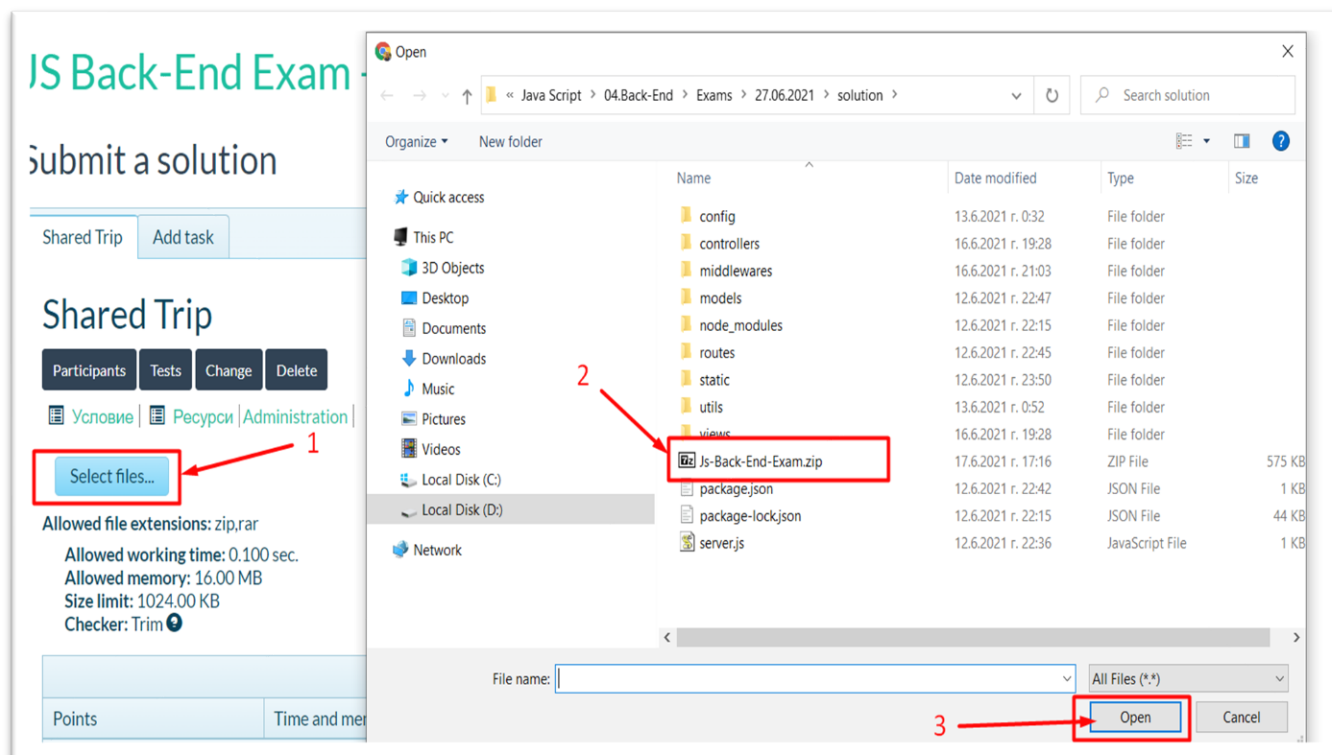 JS Back-End Exam -
Submit a solution
Shared Trip
Add task
Shared Trip
Participants
Tests
Change
Delete
Условие | Ресурси | Administration |
1
Select files...
Allowed file extensions: zip,rar
Allowed working time: 0.100 sec.
Allowed memory: 16.00 MB
Size limit: 1024.00 KB
Checker: Trim ?
Points
Time and mem
Open
« Java Script > 04.Back-End > Exams > 27.06.2021 > solution >
Search solution
Organize
New folder
?
Quick access
This PC
3D Objects
Desktop
Documents
Downloads
Music
Pictures
Videos
Local Disk (C:)
Local Disk (D:)
Network
2
Name Date modified Type Size
config 13.6.2021 г. 0:32 File folder
controllers 16.6.2021 г. 19:28 File folder
middlewares 16.6.2021 г. 21:03 File folder
models 12.6.2021 г. 22:47 File folder
node_modules 12.6.2021 г. 22:15 File folder
routes 12.6.2021 г. 22:45 File folder
static 12.6.2021 г. 23:50 File folder
utils 13.6.2021 г. 0:52 File folder
views 16.6.2021 г. 19:28 File folder
7z Js-Back-End-Exam.zip 17.6.2021 г. 17:16 ZIP File 575 KB
package.json 12.6.2021 г. 22:42 JSON File 1 KB
package-lock.json 12.6.2021 г. 22:15 JSON File 44 KB
server.js 12.6.2021 г. 22:36 JavaScript File 1 KB
File name:
All Files (*.*)
3
Open
Cancel